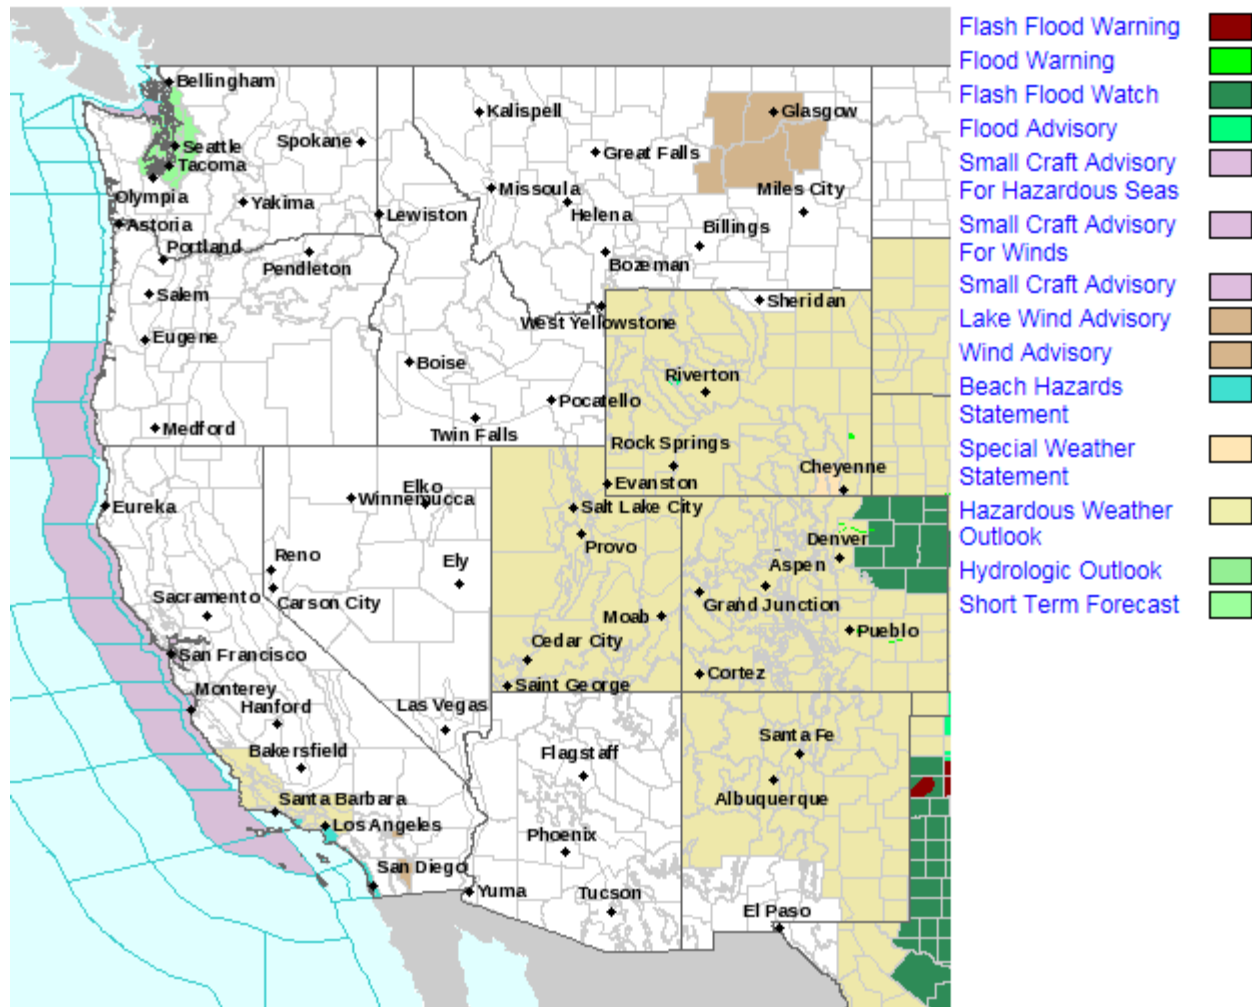 Flash Flood Warning
Flood Warning
Flash Flood Watch
Flood Advisory
Small Craft Advisory
For Hazardous Seas
Small Craft Advisory
For Winds
Small Craft Advisory
Lake Wind Advisory
Wind Advisory
Beach Hazards
Statement
Special Weather
Statement
Hazardous Weather
Outlook
Hydrologic Outlook
Short Term Forecast
Bellingham
Kalispell
Glasgow
Spokane
Seattle
Great Falls
Tacoma
Olympia
Missoula
Miles City
Yakima
Lewiston
Helena
Astoria
Billings
Portland
Pendleton
Bozeman
Salem
Sheridan
West Yellowstone
Eugene
Boise
Riverton
Pocatello
Medford
Twin Falls
Rock Springs
Cheyenne
Evanston
Elko
Winnemucca
Eureka
Salt Lake City
Provo
Denver
Reno
Ely
Aspen
Sacramento
Carson City
Grand Junction
Moab
Pueblo
San Francisco
Cedar City
Cortez
Saint George
Monterey
Hanford
Las Vegas
Santa Fe
Bakersfield
Flagstaff
Santa Barbara
Albuquerque
Los Angeles
Phoenix
San Diego
Yuma
Tucson
El Paso